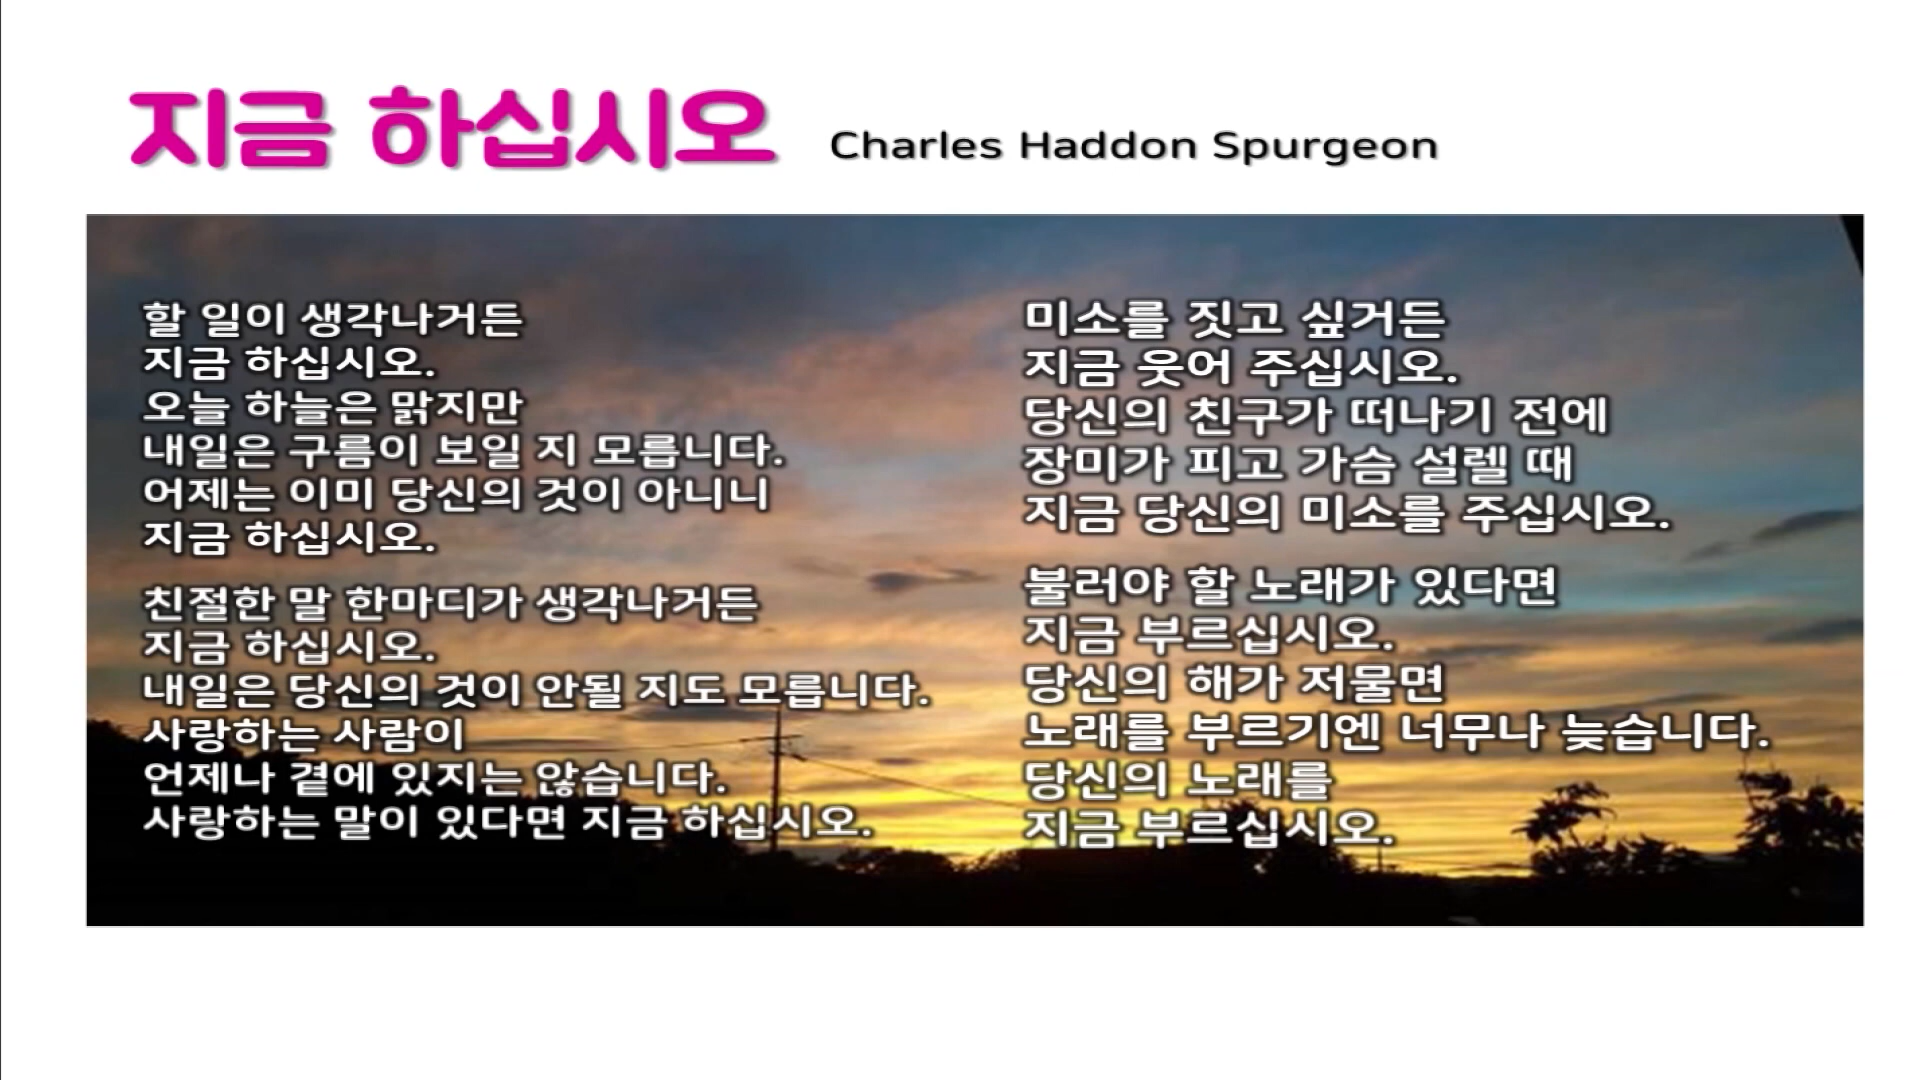 지금 하십시오 Charles Haddon Spurgeon
할 일이 생각나거든
지금 하십시오.
오늘 하늘은 맑지만
내일은 구름이 보일 지 모릅니다.
어제는 이미 당신의 것이 아니니
지금 하십시오.
친절한 말 한마디가 생각나거든
지금 하십시오.
내일은 당신의 것이 안될 지도 모릅니다.
사랑하는 사람이
언제나 곁에 있지는 않습니다.
사랑하는 말이 있다면 지금 하십시오.
미소를 짓고 싶거든
지금 웃어 주십시오.
당신의 친구가 떠나기 전에
장미가 피고 가슴 설렐 때
지금 당신의 미소를 주십시오.
불러야 할 노래가 있다면
지금 부르십시오.
당신의 해가 저물면
노래를 부르기엔 너무나 늦습니다.
당신의 노래를
지금 부르십시오.